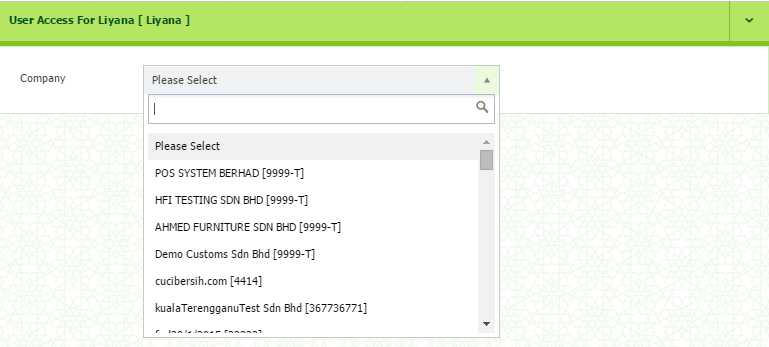 User Access For Liyana [ Liyana ]
Company
Please Select
Please Select
POS SYSTEM BERHAD [9999-T]
HFI TESTING SDN BHD [9999-T]
AHMED FURNITURE SDN BHD [9999-T]
Demo Customs Sdn Bhd [9999-T]
cucibersih.com [4414]
kualaTerengganuTest Sdn Bhd [367736771]